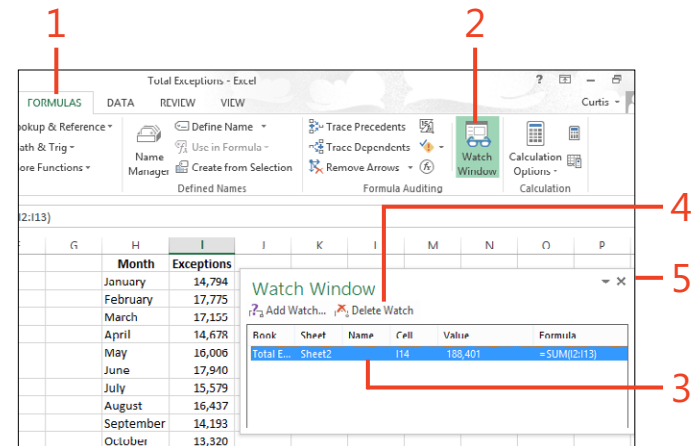 1
2
Total Exceptions - Excel
?
FORMULAS DATA REVIEW VIEW
Curtis
ookup & Reference
ath & Trig
ore Functions
Name Manager
Define Name
Use in Formula
Create from Selection
Defined Names
Trace Precedents
Trace Dependents
Remove Arrows
fx
Formula Auditing
Watch Window
Calculation Options
Calculation
I2:I13)
4
G H I J K L M N O P
Month Exceptions
January 14,794
February 17,775
March 17,155
April 14,678
May 16,006
June 17,940
July 15,579
August 16,437
September 14,193
October 13,320
5
Watch Window
Add Watch... Delete Watch
Book Sheet Name Cell Value Formula
Total E... Sheet2 I14 188,401 =SUM(I2:I13)
3